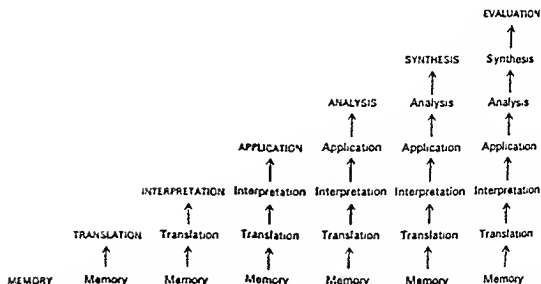 EVALUATION
SYNTHESIS Synthesis
ANALYSIS Analysis Analysis
APPLICATION Application Application Application
INTERPRETATION Interpretation Interpretation Interpretation Interpretation
TRANSLATION Translation Translation Translation Translation Translation
MEMORY Memory Memory Memory Memory Memory Memory